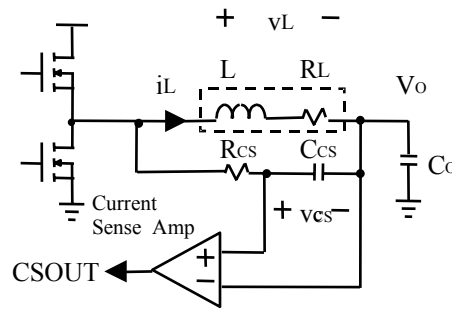 + vL −
iL L RL VO
RCS CCS CO
+ vcs −
Current
Sense Amp
CSOUT + −